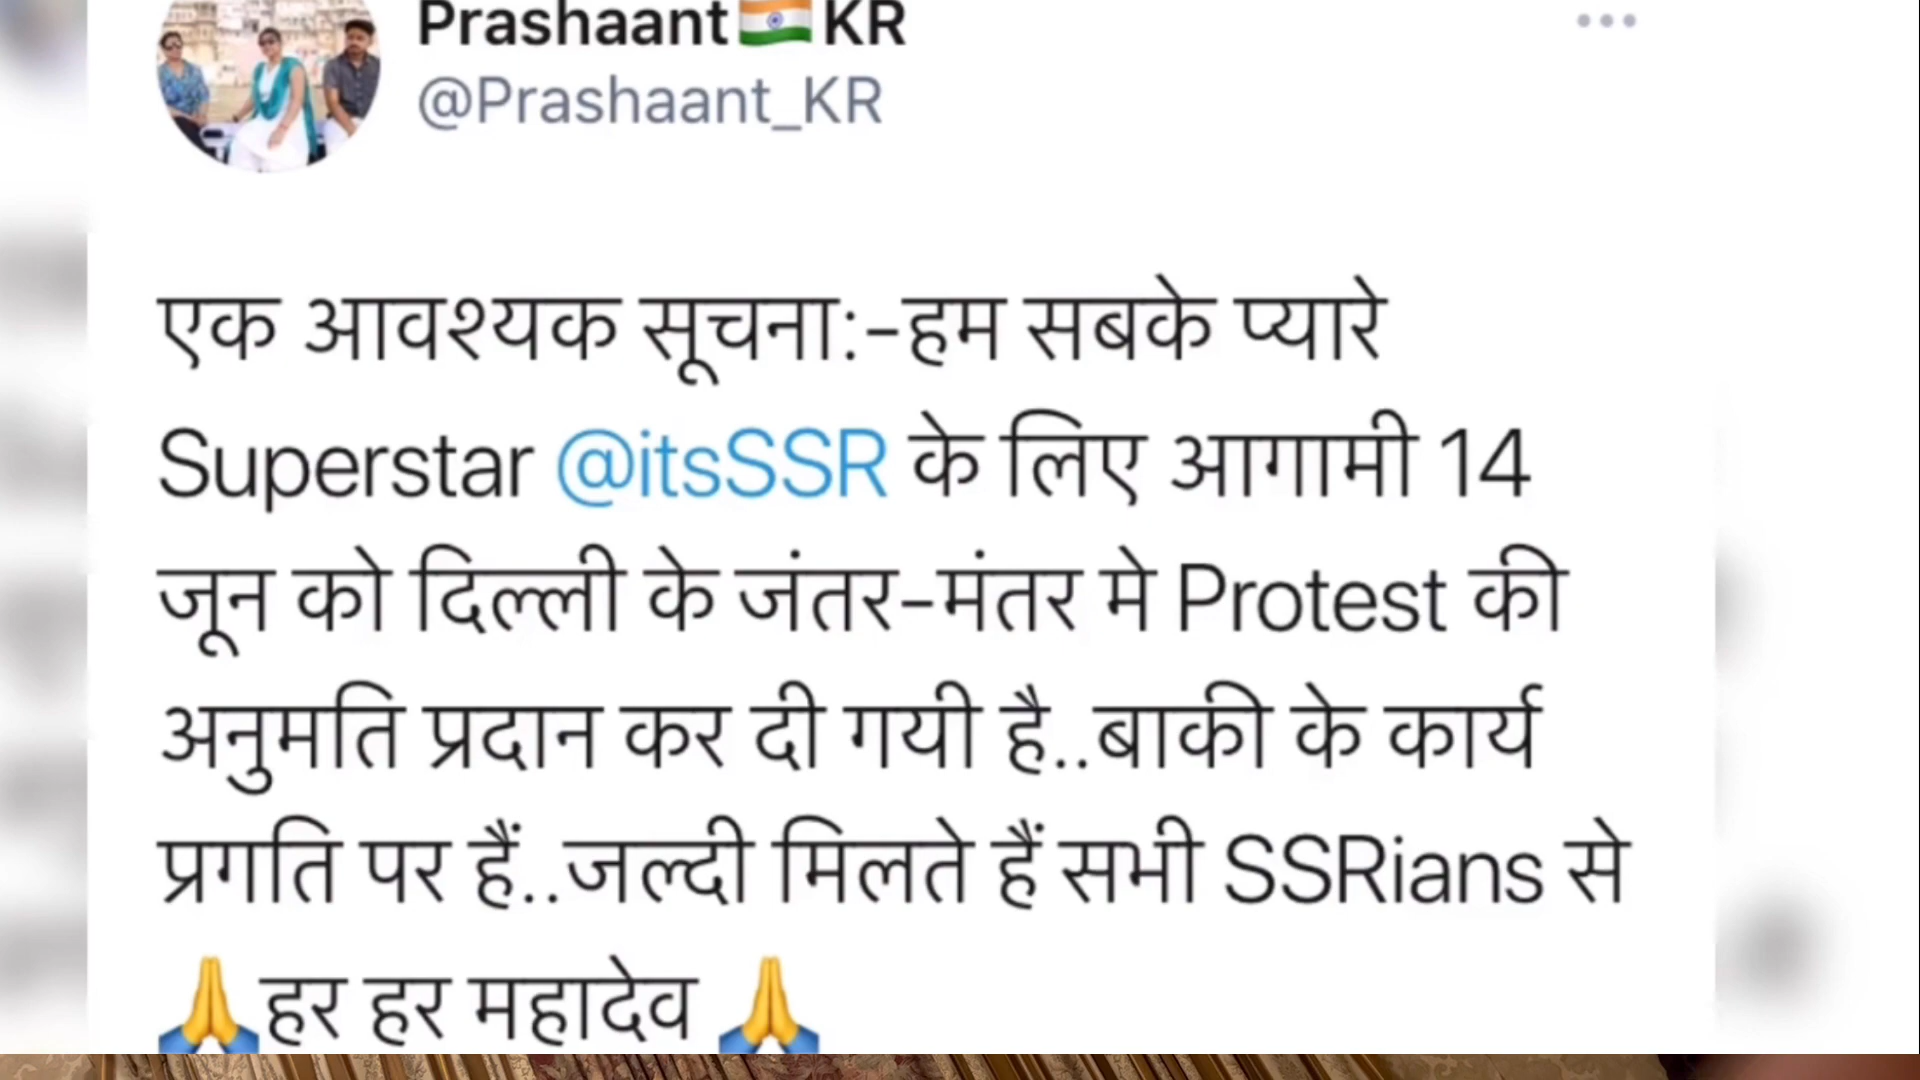 Prashaant🇮🇳KR
@Prashaant_KR
एक आवश्यक सूचना:-हम सबके प्यारे
Superstar @itsSSR के लिए आगामी 14
जून को दिल्ली के जंतर-मंतर मे Protest की
अनुमति प्रदान कर दी गयी है..बाकी के कार्य
प्रगति पर हैं..जल्दी मिलते हैं सभी SSRians से
🙏हर हर महादेव 🙏